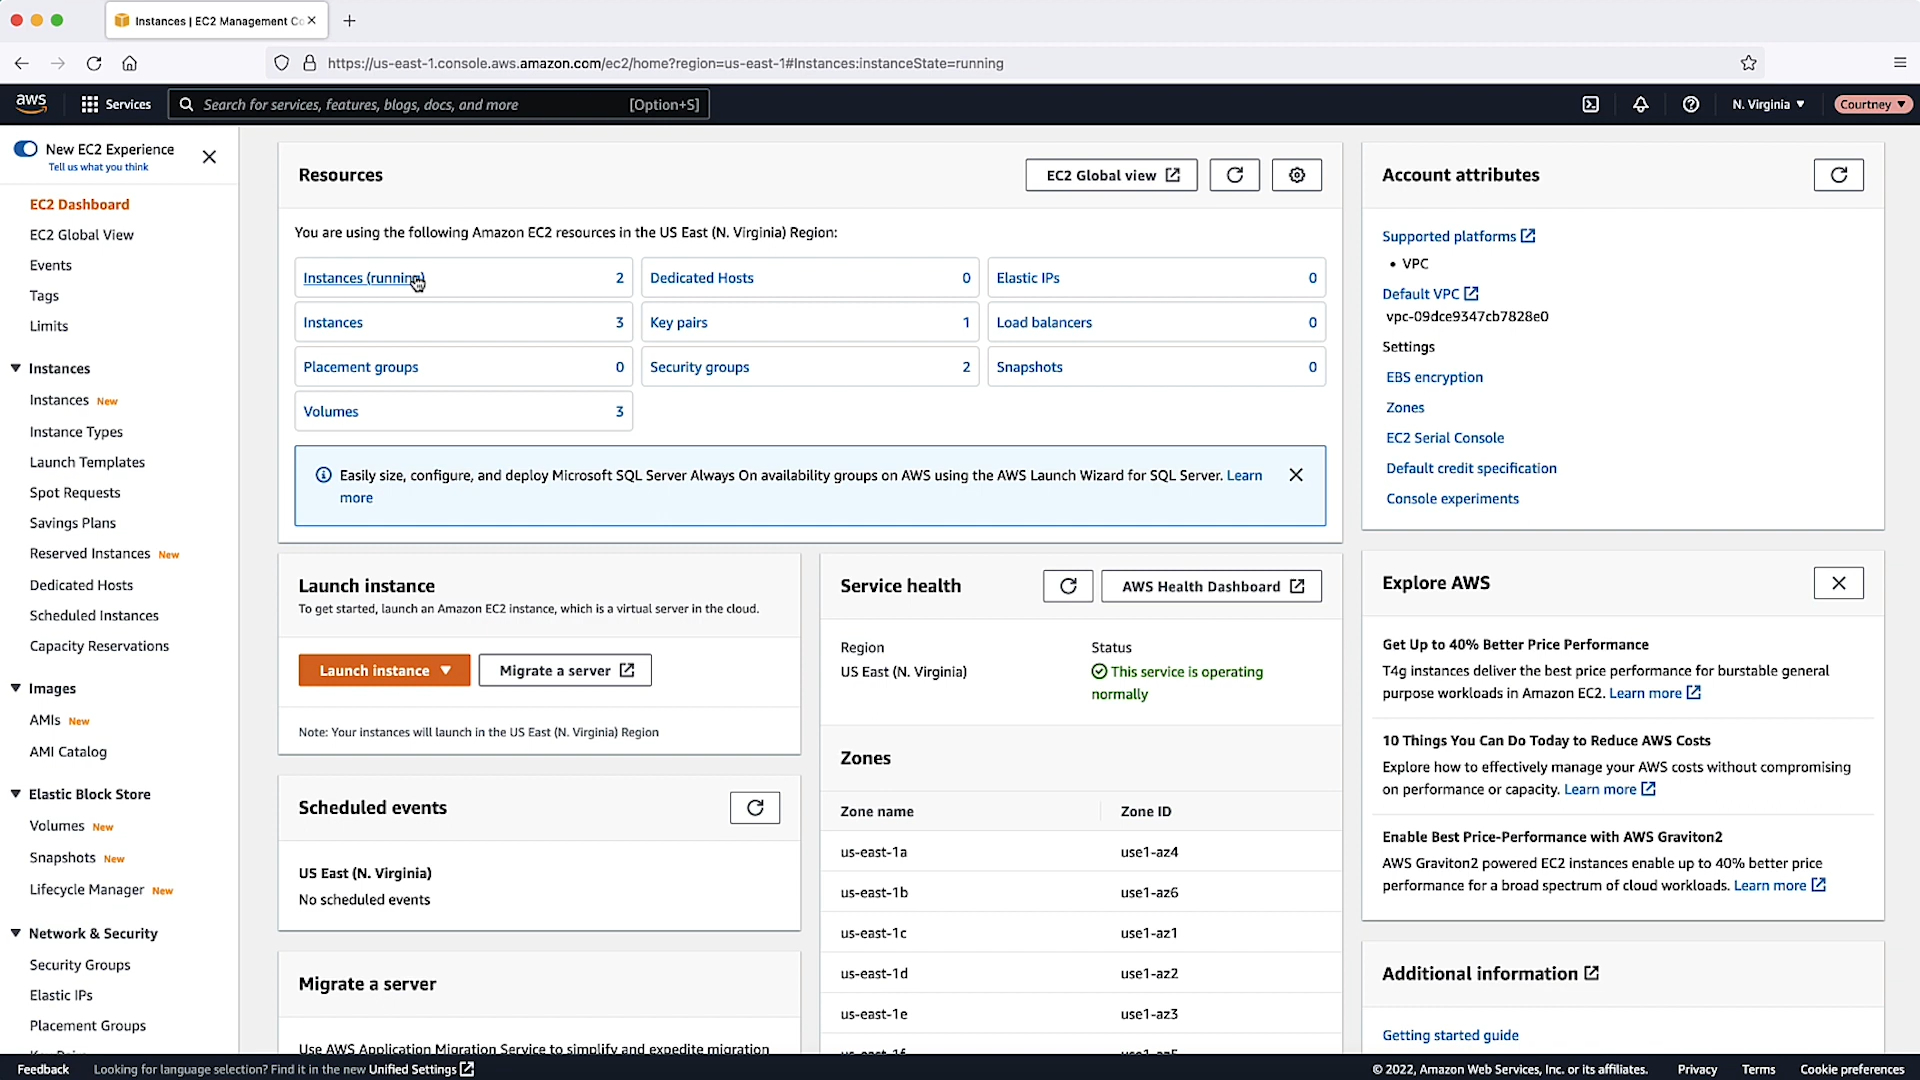 Instances | EC2 Management Co
https://us-east-1.console.aws.amazon.com/ec2/home?region=us-east-1#Instances:instanceState=running
aws
Services
Search for services, features, blogs, docs, and more
[Option+S]
N. Virginia
Courtney
New EC2 Experience
Tell us what you think
EC2 Dashboard
EC2 Global View
Events
Tags
Limits
Instances
Instances New
Instance Types
Launch Templates
Spot Requests
Savings Plans
Reserved Instances New
Dedicated Hosts
Scheduled Instances
Capacity Reservations
Images
AMIs New
AMI Catalog
Elastic Block Store
Volumes New
Snapshots New
Lifecycle Manager New
Network & Security
Security Groups
Elastic IPs
Placement Groups
Resources
EC2 Global view
You are using the following Amazon EC2 resources in the US East (N. Virginia) Region:
Instances (running) 2
Dedicated Hosts 0
Elastic IPs 0
Instances 3
Key pairs 1
Load balancers 0
Placement groups 0
Security groups 2
Snapshots 0
Volumes 3
Easily size, configure, and deploy Microsoft SQL Server Always On availability groups on AWS using the AWS Launch Wizard for SQL Server. Learn
more
Launch instance
To get started, launch an Amazon EC2 instance, which is a virtual server in the cloud.
Launch instance
Migrate a server
Note: Your instances will launch in the US East (N. Virginia) Region
Scheduled events
US East (N. Virginia)
No scheduled events
Migrate a server
Use AWS Application Migration Service to simplify and expedite migration
Service health
AWS Health Dashboard
Region
US East (N. Virginia)
Status
This service is operating
normally
Zones
Zone name Zone ID
us-east-1a use1-az4
us-east-1b use1-az6
us-east-1c use1-az1
us-east-1d use1-az2
us-east-1e use1-az3
us-east-1f use1-az5
Account attributes
Supported platforms
• VPC
Default VPC
vpc-09dce9347cb7828e0
Settings
EBS encryption
Zones
EC2 Serial Console
Default credit specification
Console experiments
Explore AWS
Get Up to 40% Better Price Performance
T4g instances deliver the best price performance for burstable general
purpose workloads in Amazon EC2. Learn more
10 Things You Can Do Today to Reduce AWS Costs
Explore how to effectively manage your AWS costs without compromising
on performance or capacity. Learn more
Enable Best Price-Performance with AWS Graviton2
AWS Graviton2 powered EC2 instances enable up to 40% better price
performance for a broad spectrum of cloud workloads. Learn more
Additional information
Getting started guide
Feedback
Looking for language selection? Find it in the new Unified Settings
© 2022, Amazon Web Services, Inc. or its affiliates.
Privacy
Terms
Cookie preferences